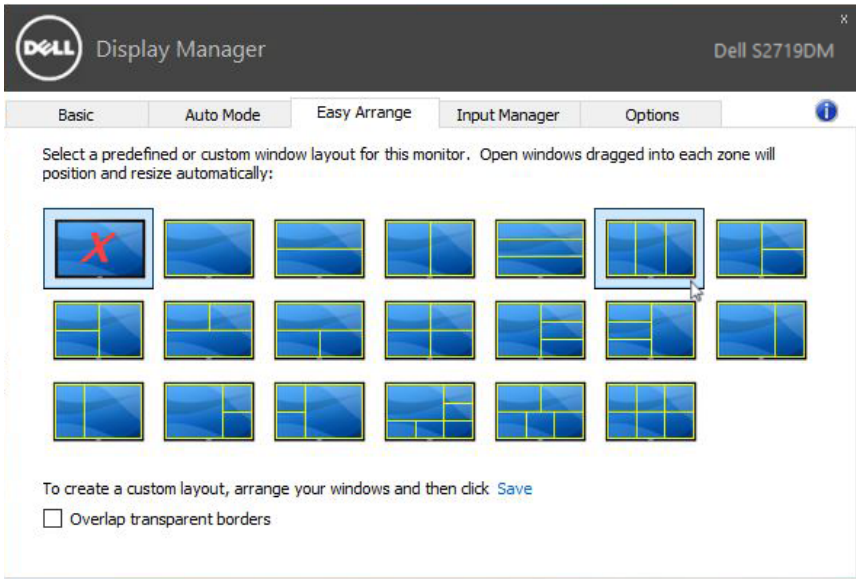 x
DELL Display Manager Dell S2719DM
Basic Auto Mode Easy Arrange Input Manager Options i
Select a predefined or custom window layout for this monitor. Open windows dragged into each zone will
position and resize automatically:
X
To create a custom layout, arrange your windows and then click Save
Overlap transparent borders